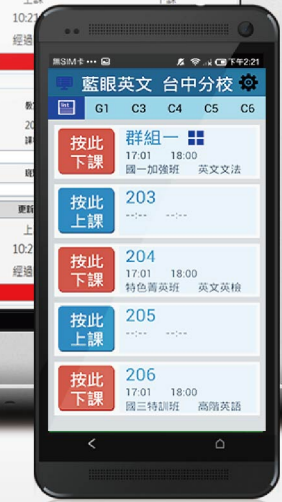 10:21
經過
無SIM卡 ••• 下午2:21
藍眼英文 台中分校
G1 C3 C4 C5 C6
按此
下課
群組一
17:01 18:00
國一加強班 英文文法
按此
上課
203
--:-- --:--
按此
下課
204
17:01 18:00
特色菁英班 英文英檢
按此
上課
205
--:-- --:--
按此
下課
206
17:01 18:00
國三特訓班 高階英語
更新
上
10:2
經過